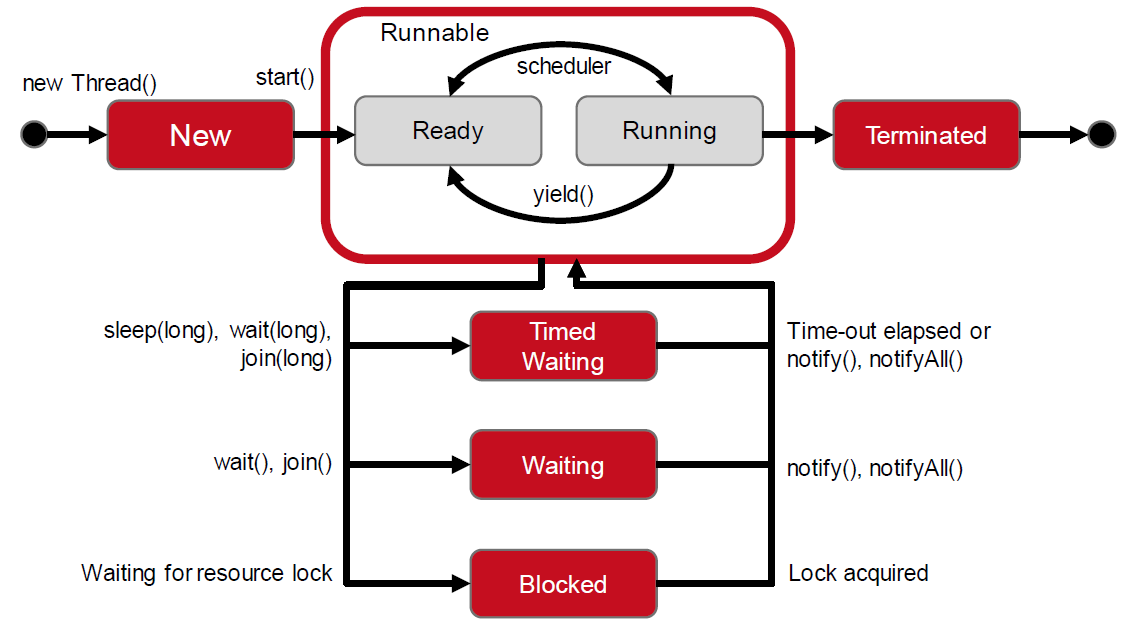 Runnable
scheduler
new Thread()
start()
New
Ready
Running
Terminated
yield()
sleep(long), wait(long),
join(long)
Timed
Waiting
Time-out elapsed or
notify(), notifyAll()
wait(), join()
Waiting
notify(), notifyAll()
Waiting for resource lock
Blocked
Lock acquired